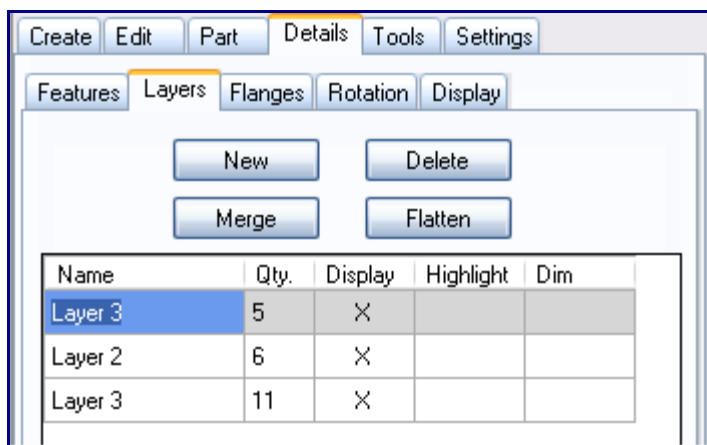 Create Edit Part Details Tools Settings
Features Layers Flanges Rotation Display
New Delete
Merge Flatten
Name Qty. Display Highlight Dim
Layer 3 5 X
Layer 2 6 X
Layer 3 11 X